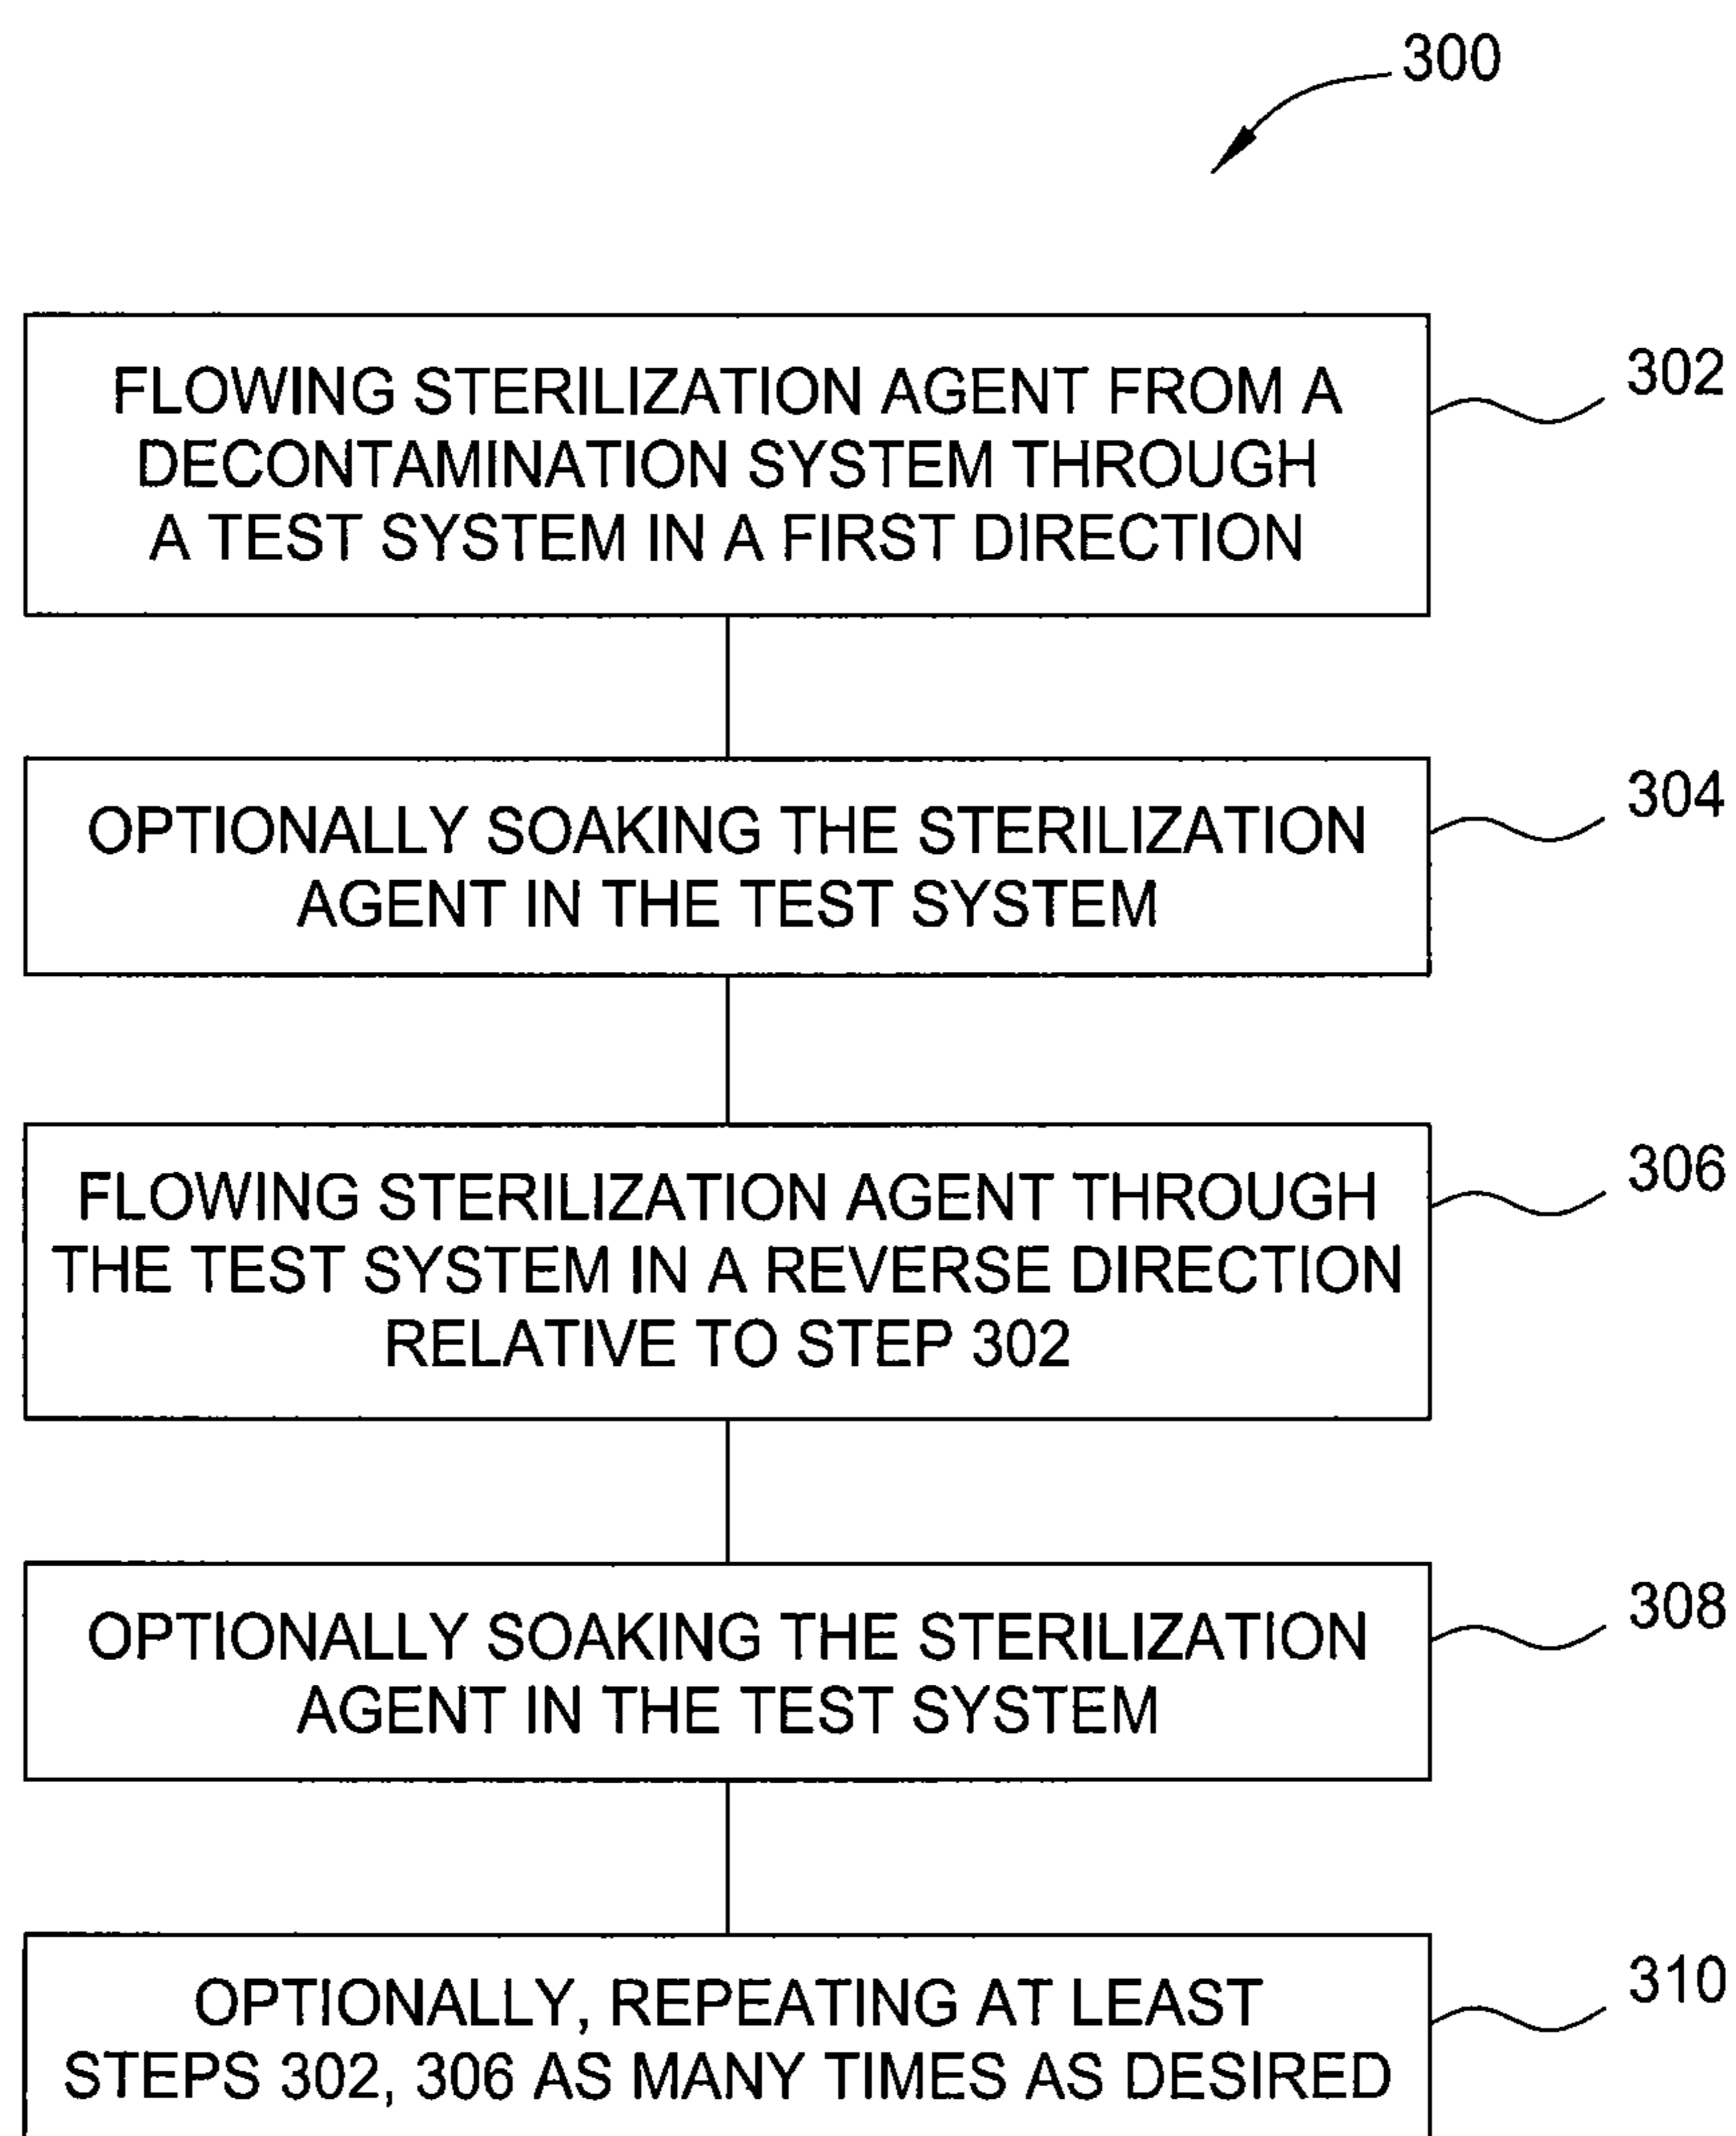 300
FLOWING STERILIZATION AGENT FROM A
DECONTAMINATION SYSTEM THROUGH
A TEST SYSTEM IN A FIRST DIRECTION
302
OPTIONALLY SOAKING THE STERILIZATION
AGENT IN THE TEST SYSTEM
304
FLOWING STERILIZATION AGENT THROUGH
THE TEST SYSTEM IN A REVERSE DIRECTION
RELATIVE TO STEP 302
306
OPTIONALLY SOAKING THE STERILIZATION
AGENT IN THE TEST SYSTEM
308
OPTIONALLY, REPEATING AT LEAST
STEPS 302, 306 AS MANY TIMES AS DESIRED
310